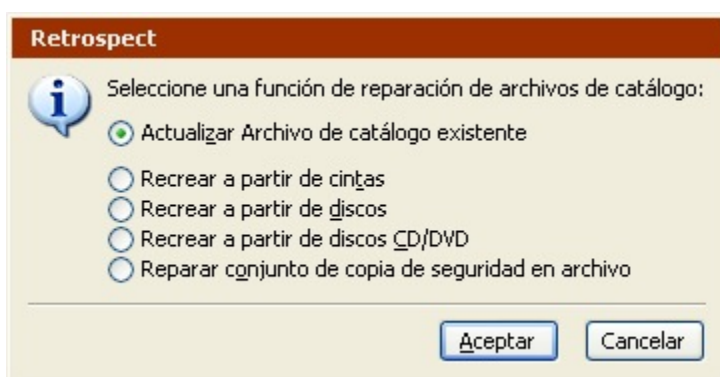 Retrospect
Seleccione una función de reparación de archivos de catálogo:
Actualizar Archivo de catálogo existente
Recrear a partir de cintas
Recrear a partir de discos
Recrear a partir de discos CD/DVD
Reparar conjunto de copia de seguridad en archivo
Aceptar
Cancelar